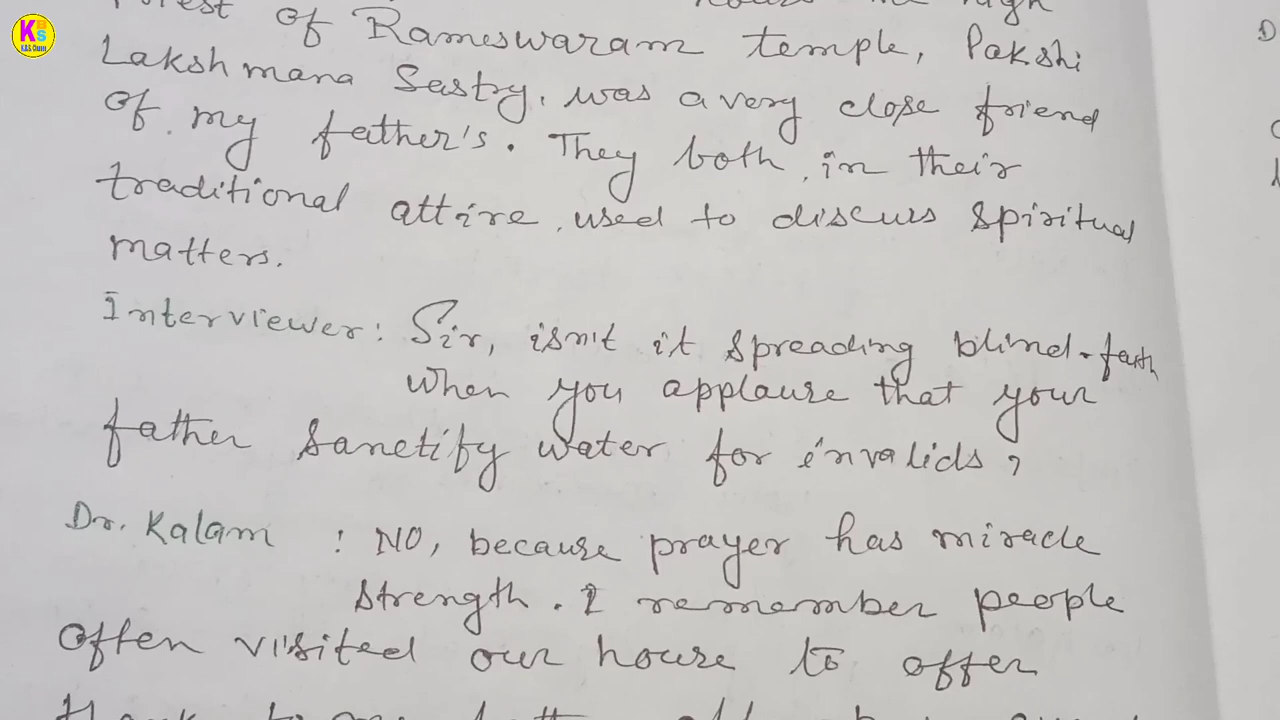 K&S
K&S Cuim
of Rameswaram temple, Pakshi
Lakshmana Sastry, was a very close friend
of my father's. They both, in their
traditional attire, used to discuss spiritual
matters.
Interviewer: Sir, isn't it spreading blind-faith
when you applause that your
father sanctify water for invalids?
Dr. Kalam : NO, because prayer has miracle
strength. I remember people
often visited our house to offer